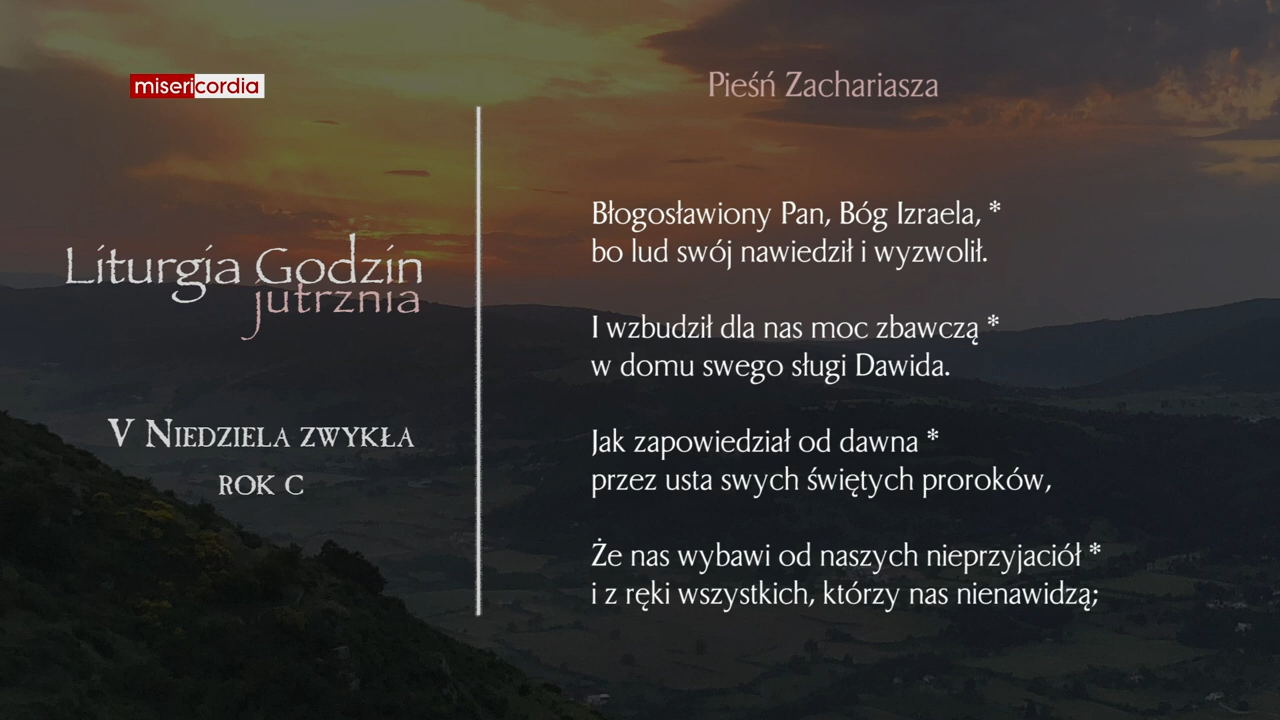 misericordia
Liturgia Godzin
jutrznia
V Niedziela zwykła
rok C
Pieśń Zachariasza
Błogosławiony Pan, Bóg Izraela, *
bo lud swój nawiedził i wyzwolił.
I wzbudził dla nas moc zbawczą *
w domu swego sługi Dawida.
Jak zapowiedział od dawna *
przez usta swych świętych proroków,
Że nas wybawi od naszych nieprzyjaciół *
i z ręki wszystkich, którzy nas nienawidzą;